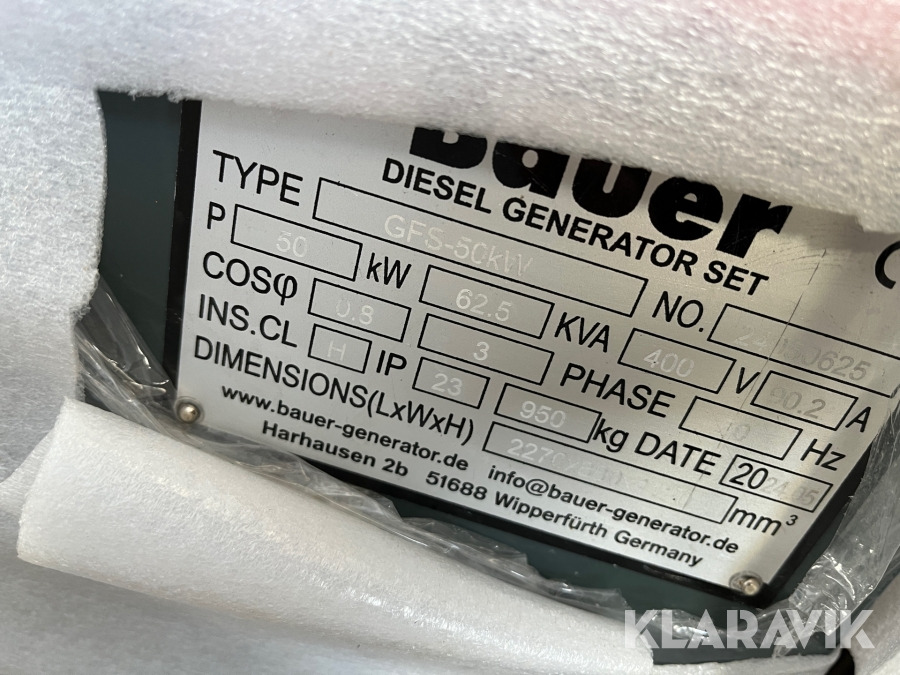 Bauer
DIESEL GENERATOR SET
TYPE GFS-50kW NO.
P 50 kW 62.5 KVA 400 V 90.2 A
COSφ 0.8 3 PHASE Hz
INS.CL H IP 23 950 kg DATE 2024.05
DIMENSIONS(LxWxH) mm³
www.bauer-generator.de info@bauer-generator.de
Harhausen 2b 51688 Wipperfürth Germany
KLARAVIK